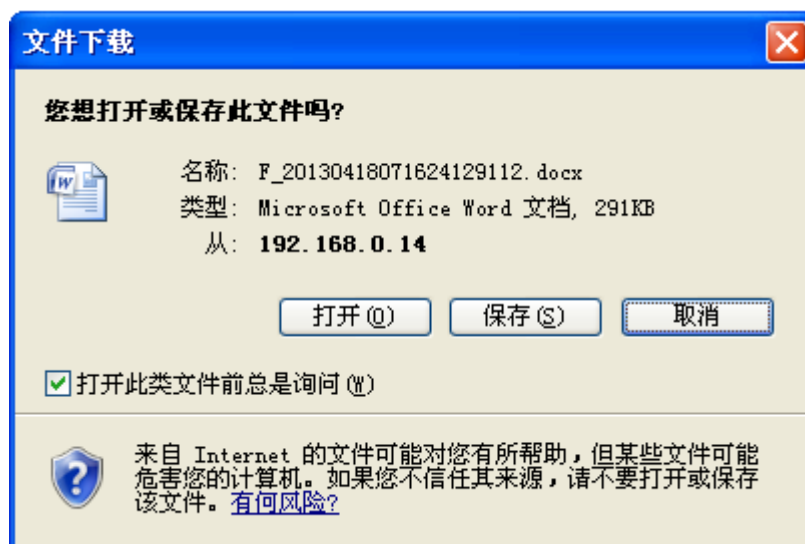 文件下载
您想打开或保存此文件吗?
名称: F_20130418071624129112.docx
类型: Microsoft Office Word 文档, 291KB
从: 192.168.0.14
打开(O) 保存(S) 取消
打开此类文件前总是询问(W)
来自 Internet 的文件可能对您有所帮助，但某些文件可能
危害您的计算机。如果您不信任其来源，请不要打开或保存
该文件。有何风险?